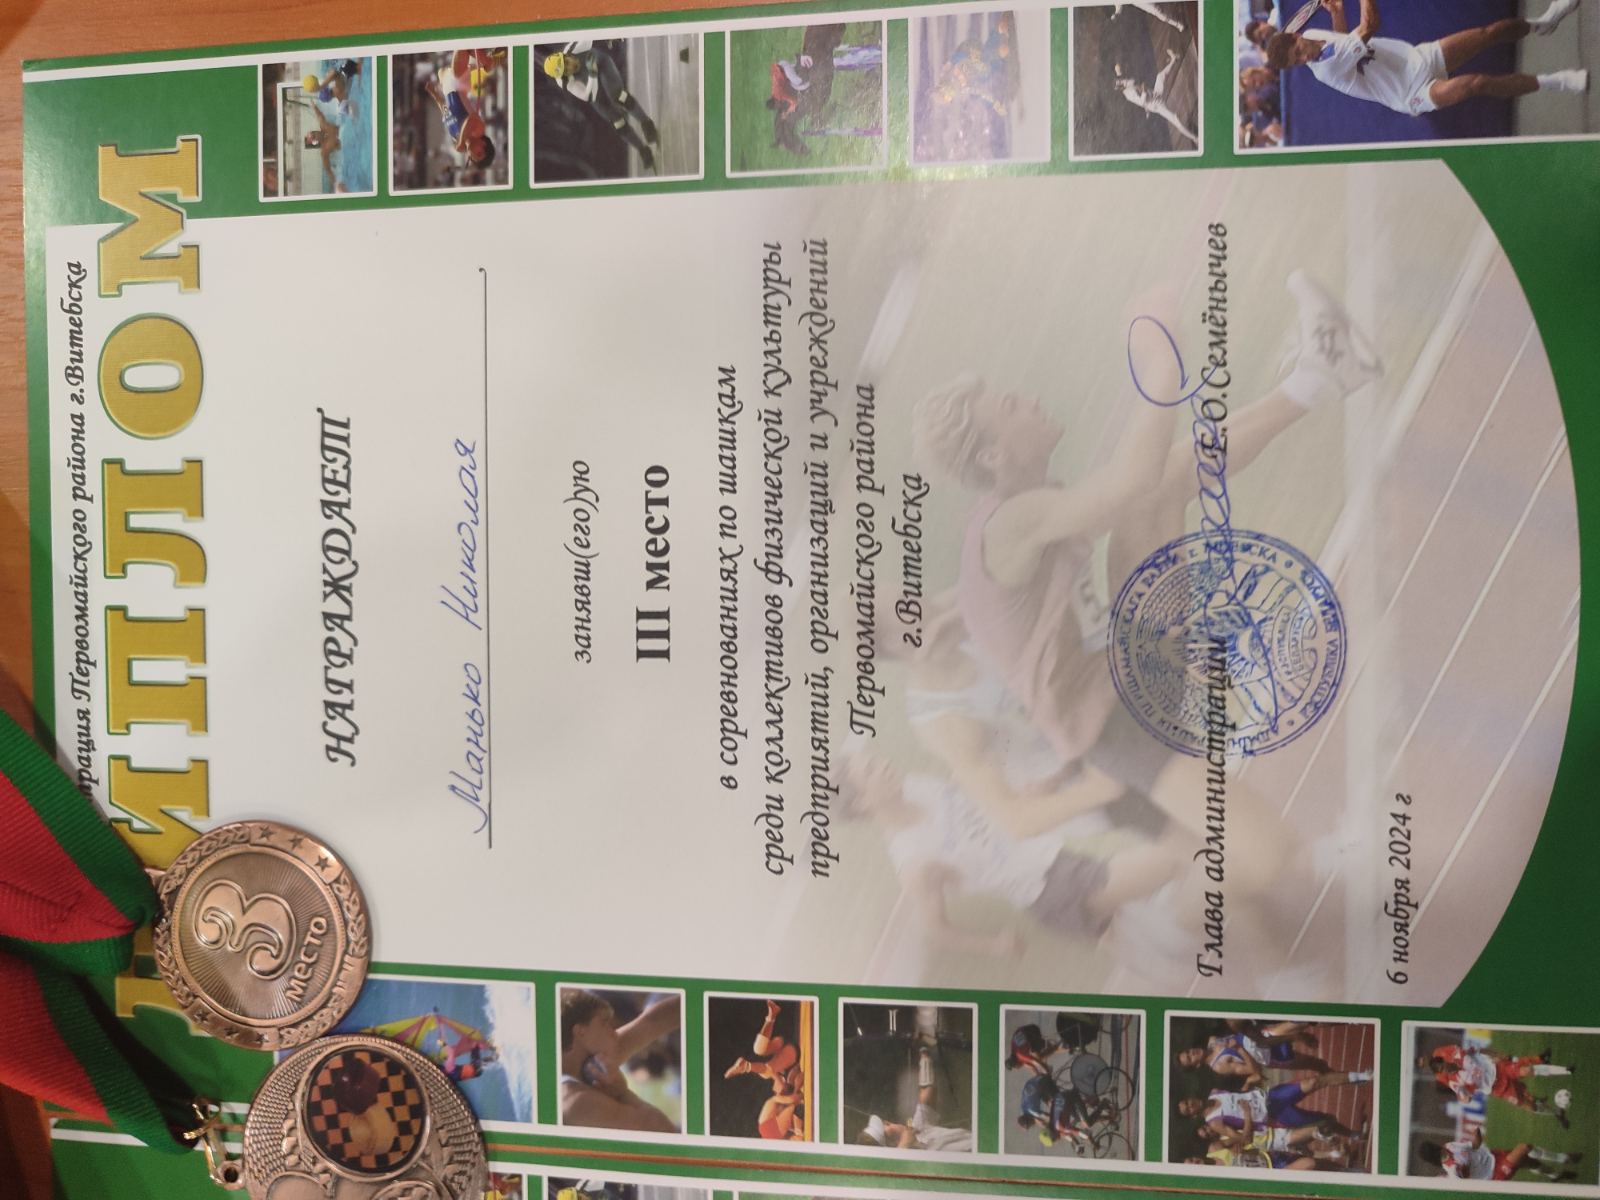 трация Первомайского района г.Витебска
ДИПЛОМ
НАГРАЖДАЕТ
Манько Николая,
занявш(его)ую
III место
в соревнованиях по шашкам
среди коллективов физической культуры
предприятий, организаций и учреждений
Первомайского района
г.Витебска
Глава администрации Е.О.Семёнычев
6 ноября 2024 г
3
МЕСТО